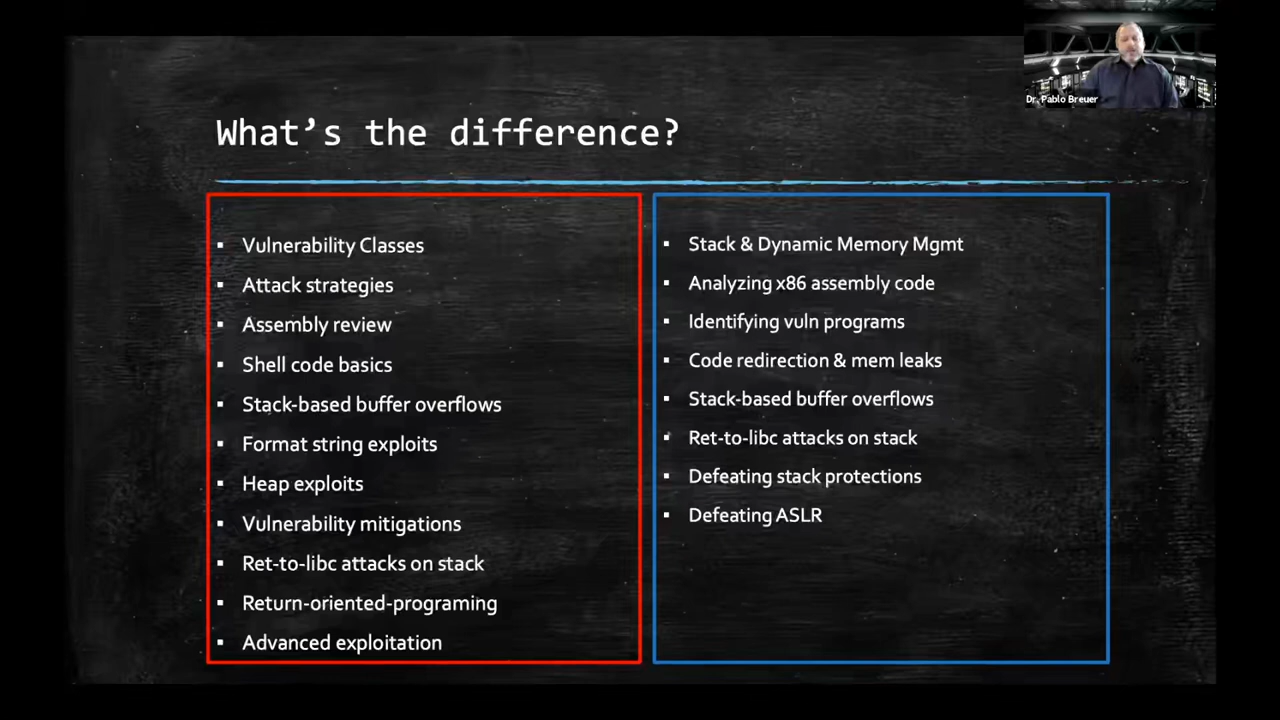 Dr. Pablo Breuer
What's the difference?
▪ Vulnerability Classes
▪ Attack strategies
▪ Assembly review
▪ Shell code basics
▪ Stack-based buffer overflows
▪ Format string exploits
▪ Heap exploits
▪ Vulnerability mitigations
▪ Ret-to-libc attacks on stack
▪ Return-oriented-programing
▪ Advanced exploitation
▪ Stack & Dynamic Memory Mgmt
▪ Analyzing x86 assembly code
▪ Identifying vuln programs
▪ Code redirection & mem leaks
▪ Stack-based buffer overflows
▪ Ret-to-libc attacks on stack
▪ Defeating stack protections
▪ Defeating ASLR